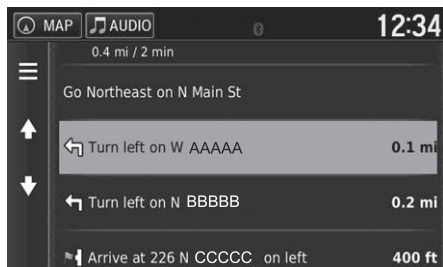 MAP AUDIO 12:34
0.4 mi / 2 min
Go Northeast on N Main St
Turn left on W AAAAA 0.1 mi
Turn left on N BBBBB 0.2 mi
Arrive at 226 N CCCCC on left 400 ft